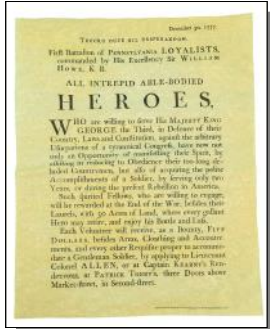 TEUCRO DUCE NIL DESPERANDUM.
First Battalion of PENNSYLVANIA LOYALISTS,
commanded by His Excellency Sir WILLIAM
HOWE, K. B.
ALL INTREPID ABLE-BODIED
HEROES,
WHO are willing to serve His MAJESTY KING
GEORGE the Third, in Defence of their
Country, Laws and Constitution, against the arbitrary
Usurpations of a tyrannical Congress, have now not
only an Opportunity of manifesting their Spirit, by
assisting in reducing to Obedience their too-long de-
luded Countrymen, but also of acquiring the polite
Accomplishments of a Soldier, by serving only two
Years, or during the present Rebellion in America.
Such spirited Fellows, who are willing to engage,
will be rewarded at the End of the War, besides their
Laurels, with 50 Acres of Land, where every gallant
Hero may retire, and enjoy his Bottle and Lass.
Each Volunteer will receive, as a Bounty, FIVE
DOLLARS, besides Arms, Cloathing and Accoutre-
ments, and every other Requisite proper to accommo-
date a Gentleman Soldier, by applying to Lieutenant
Colonel ALLEN, or at Captain KEARNY's Ren-
dezvous, at PATRICK TONRY's, three Doors above
Market-street, in Second-street.